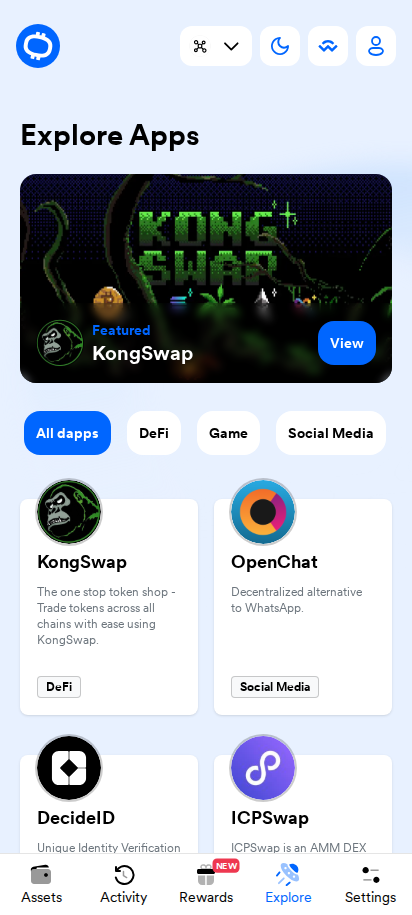 Explore Apps
KONG
SWAP
Featured
KongSwap
View
All dapps
DeFi
Game
Social Media
KongSwap
The one stop token shop -
Trade tokens across all
chains with ease using
KongSwap.
DeFi
OpenChat
Decentralized alternative
to WhatsApp.
Social Media
DecideID
Unique Identity Verification
ICPSwap
ICPSwap is an AMM DEX
NEW
Assets
Activity
Rewards
Explore
Settings